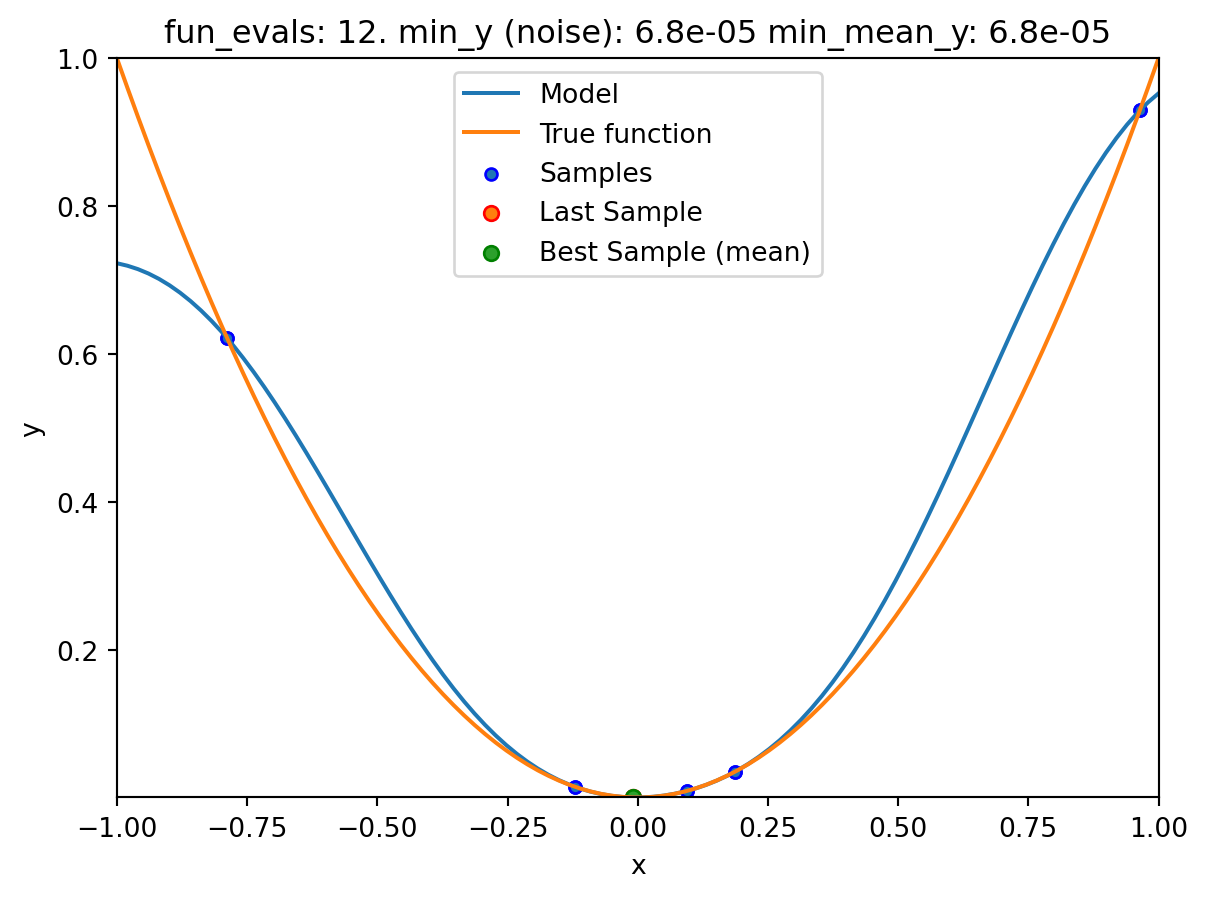 fun_evals: 12. min_y (noise): 6.8e-05 min_mean_y: 6.8e-05
1.0
0.8
0.6
0.4
0.2
y
Model
True function
Samples
Last Sample
Best Sample (mean)
−1.00 −0.75 −0.50 −0.25 0.00 0.25 0.50 0.75 1.00
x